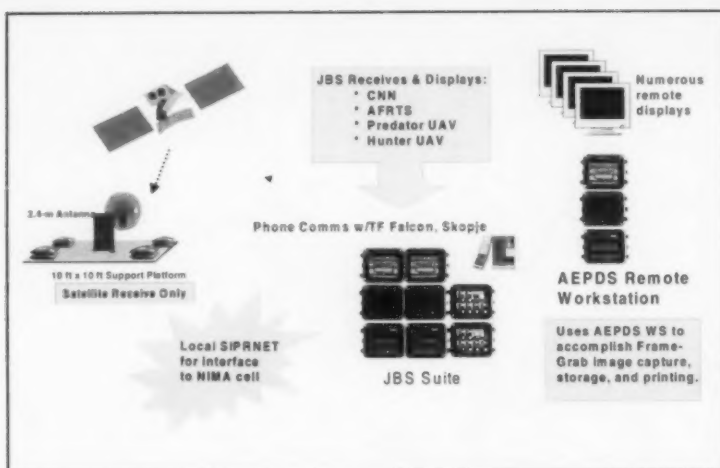 JBS Receives & Displays:
* CNN
* AFRTS
* Predator UAV
* Hunter UAV
Numerous
remote
displays
2.4-m Antenna
10 ft x 10 ft Support Platform
Satellite Receive Only
Phone Comms w/TF Falcon, Skopje
Local SIPRNET
for interface
to NIMA cell
JBS Suite
AEPDS Remote
Workstation
Uses AEPDS WS to
accomplish Frame-
Grab image capture,
storage, and printing.